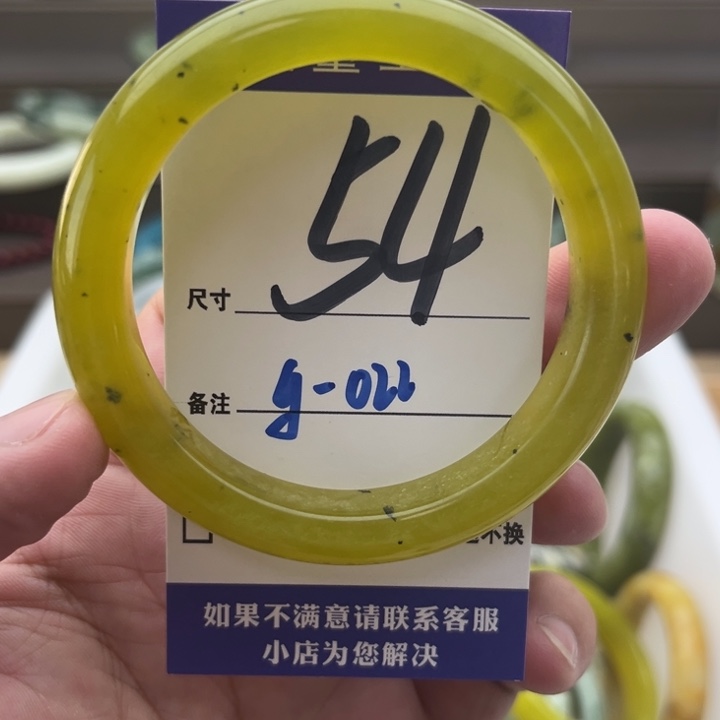 尺寸 54
备注 g-022
不换
如果不满意请联系客服
小店为您解决